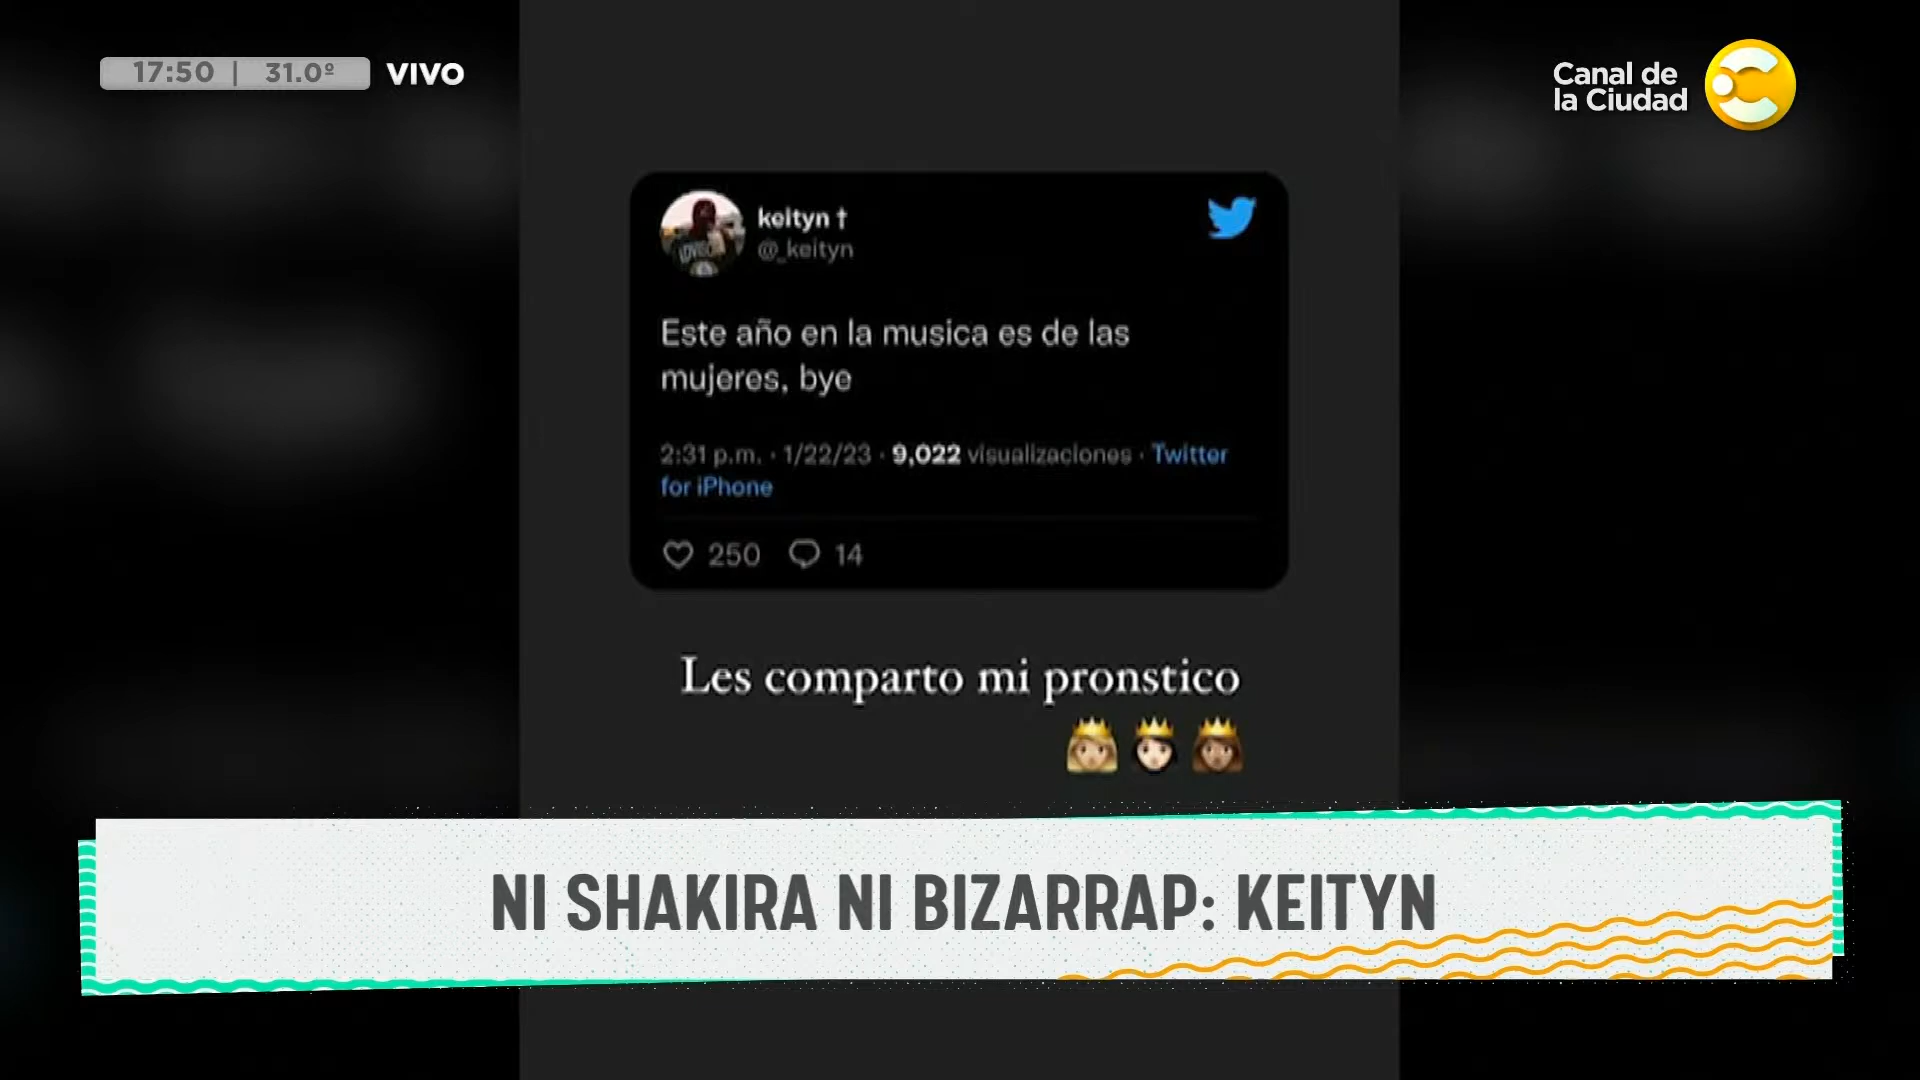 17:50 | 31.0º VIVO
Canal de
la Ciudad
keityn †
@_keityn
Este año en la musica es de las
mujeres, bye
2:31 p.m. · 1/22/23 · 9,022 visualizaciones · Twitter
for iPhone
250 14
Les comparto mi pronstico
NI SHAKIRA NI BIZARRAP: KEITYN